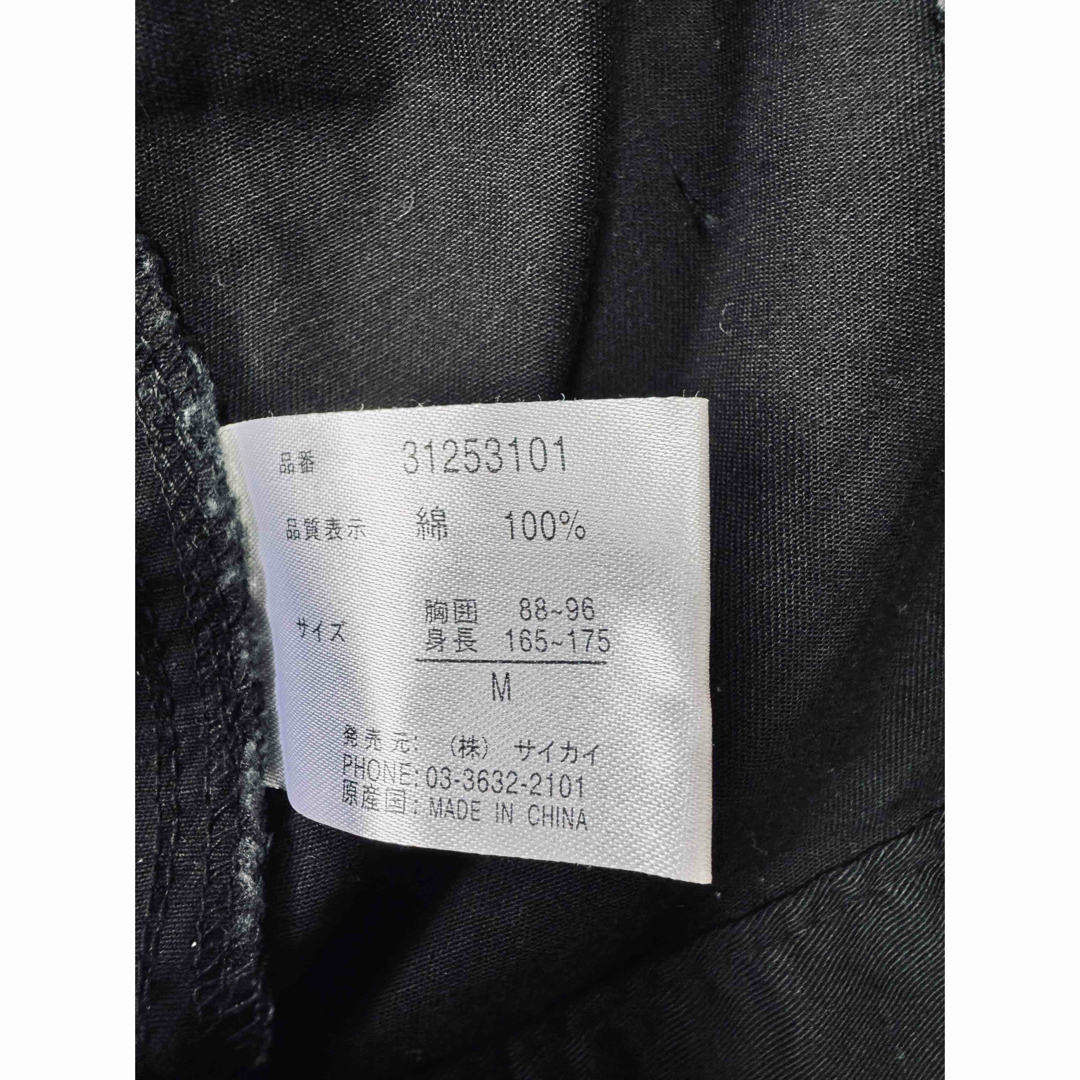 品番 31253101
品質表示 綿 100%
サイズ 胸囲 88~96
身長 165~175
M
発売元: (株) サイカイ
PHONE: 03-3632-2101
原産国: MADE IN CHINA